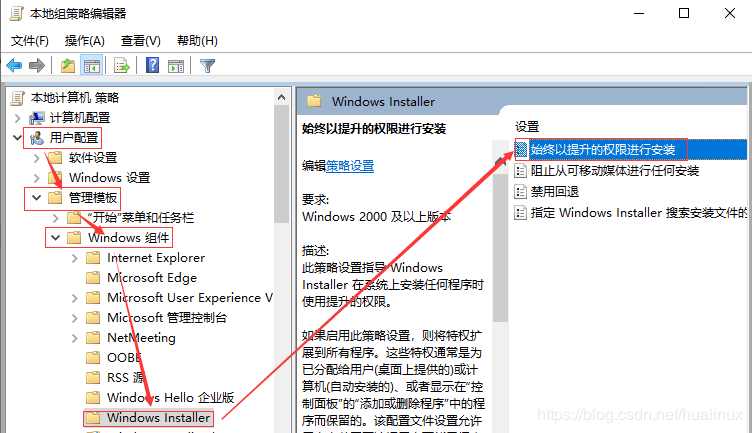 本地组策略编辑器
文件(F) 操作(A) 查看(V) 帮助(H)
本地计算机 策略
计算机配置
用户配置
软件设置
Windows 设置
管理模板
“开始”菜单和任务栏
Windows 组件
Internet Explorer
Microsoft Edge
Microsoft User Experience V
Microsoft 管理控制台
NetMeeting
OOBE
RSS 源
Windows Hello 企业版
Windows Installer
Windows Installer
始终以提升的权限进行安装
编辑策略设置
要求:
Windows 2000 及以上版本
描述:
此策略设置指导 Windows
Installer 在系统上安装任何程序时
使用提升的权限。
如果启用此策略设置，则将特权扩
展到所有程序。这些特权通常是为
已分配给用户(桌面上提供的)或计
算机(自动安装的)、或者显示在“控
制面板”的“添加或删除程序”中的程
序而保留的。该配置文件设置允许
设置
始终以提升的权限进行安装
阻止从可移动媒体进行任何安装
禁用回退
指定 Windows Installer 搜索安装文件的
https://blog.csdn.net/hualinux